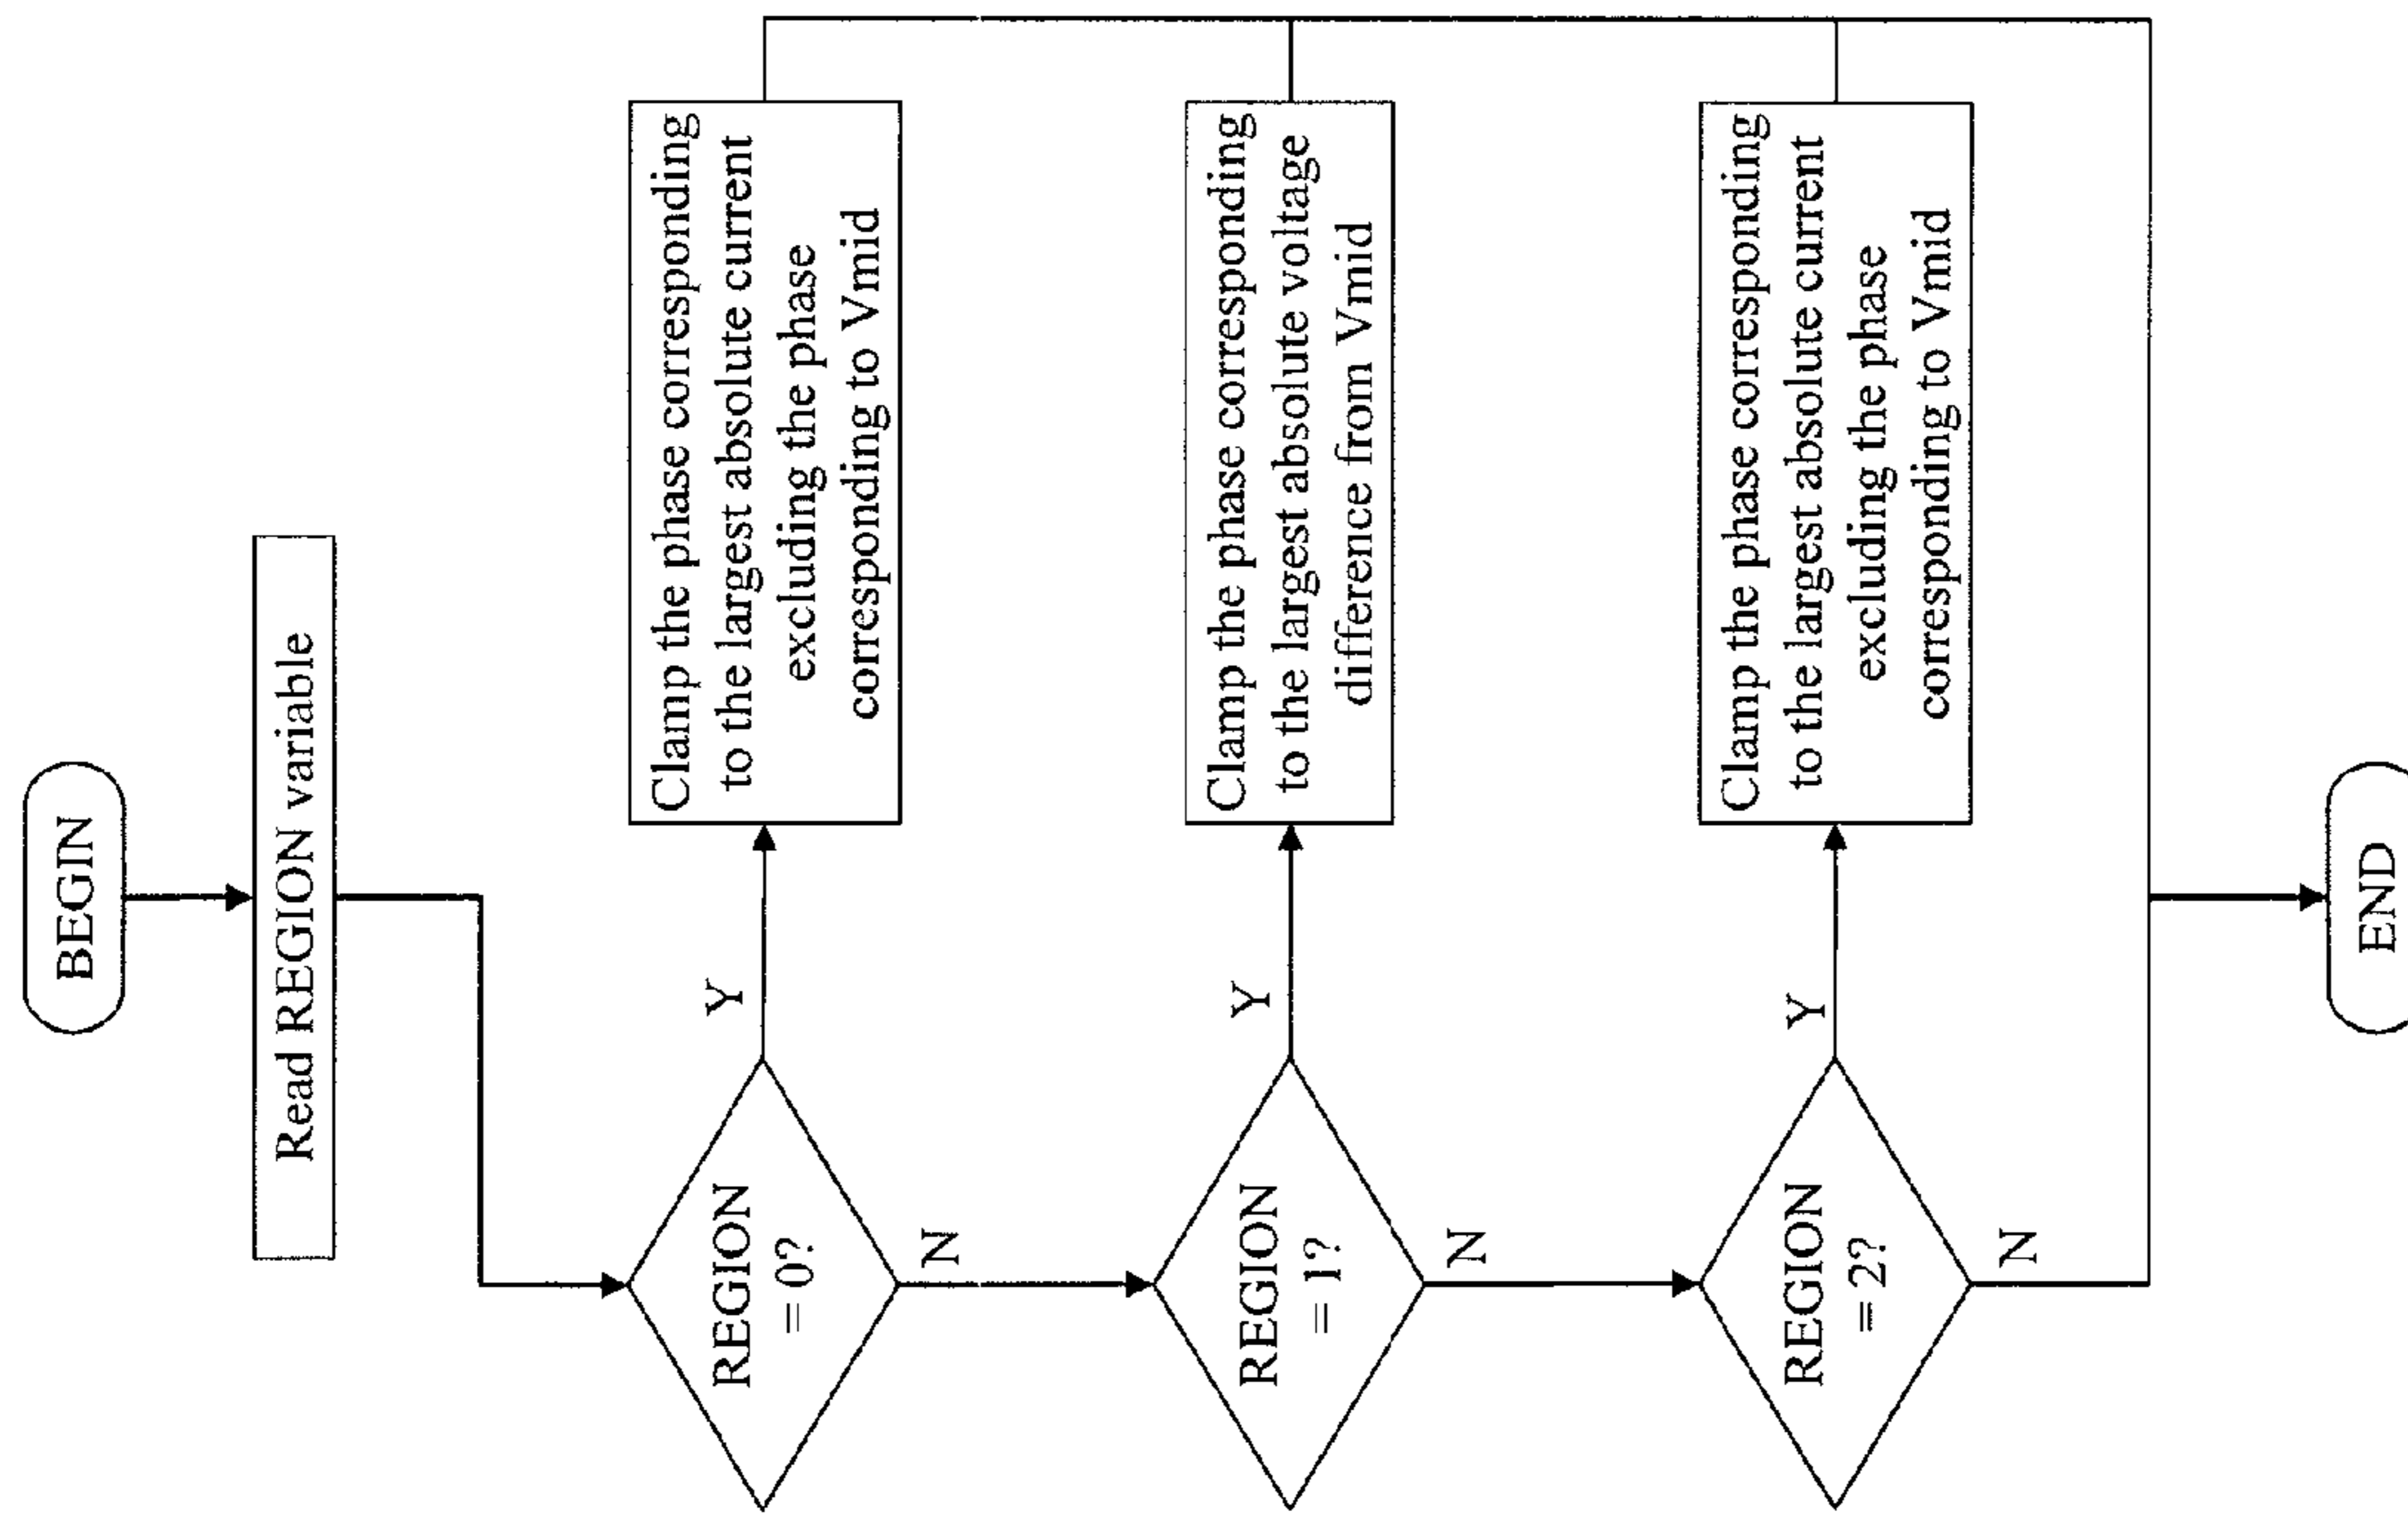 BEGIN
Read REGION variable
REGION
= 0?
Y
N
Clamp the phase corresponding
to the largest absolute current
excluding the phase
corresponding to Vmid
REGION
= 1?
Y
N
Clamp the phase corresponding
to the largest absolute voltage
difference from Vmid
REGION
= 2?
Y
N
Clamp the phase corresponding
to the largest absolute current
excluding the phase
corresponding to Vmid
END